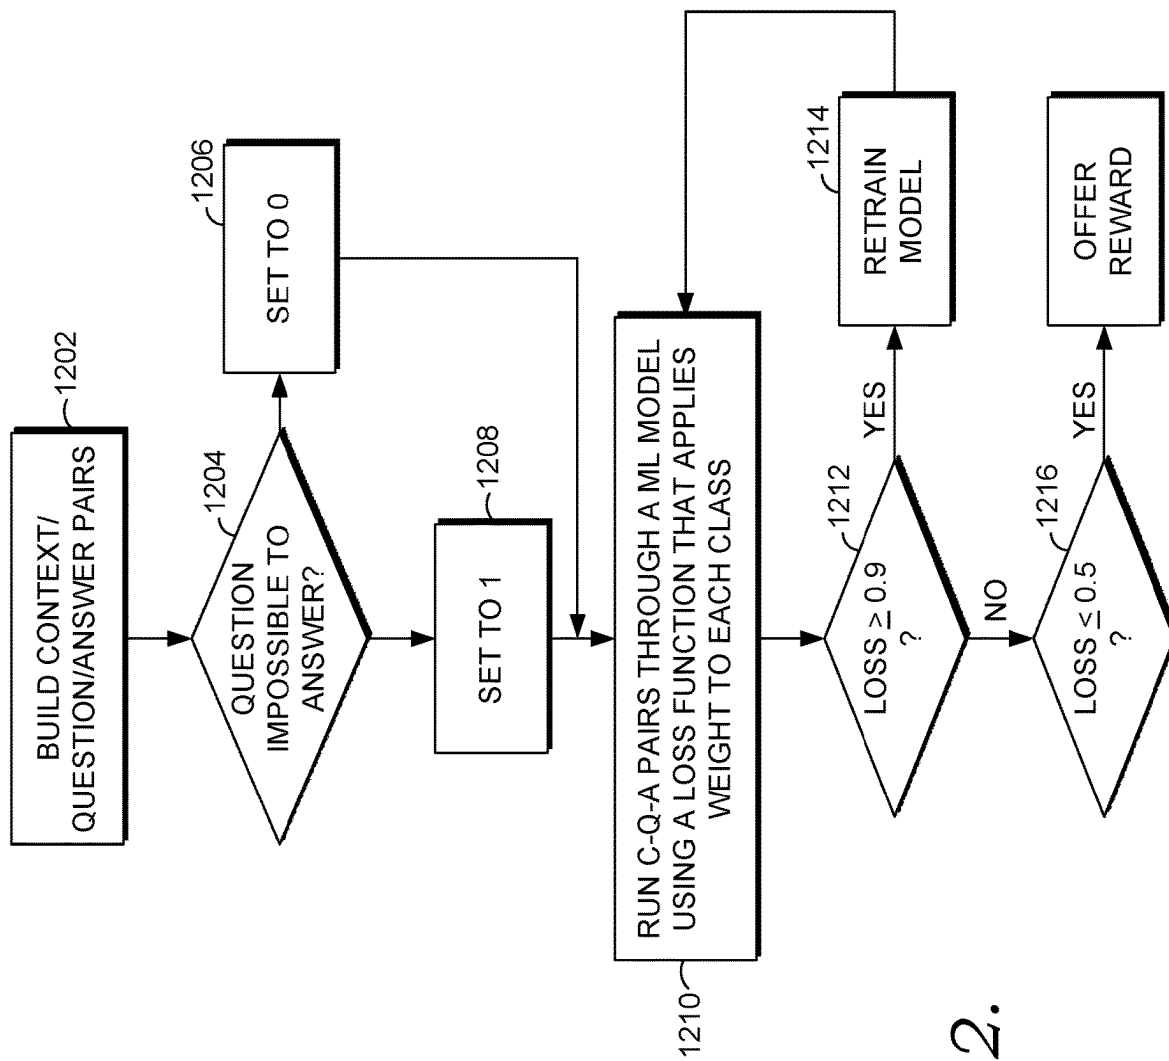 BUILD CONTEXT/
QUESTION/ANSWER PAIRS
1202
QUESTION
IMPOSSIBLE TO
ANSWER?
1204
SET TO 0
1206
SET TO 1
1208
RUN C-Q-A PAIRS THROUGH A ML MODEL
USING A LOSS FUNCTION THAT APPLIES
WEIGHT TO EACH CLASS
1210
LOSS ≥ 0.9
?
1212
YES
RETRAIN
MODEL
1214
NO
LOSS ≤ 0.5
?
1216
YES
OFFER
REWARD
2.